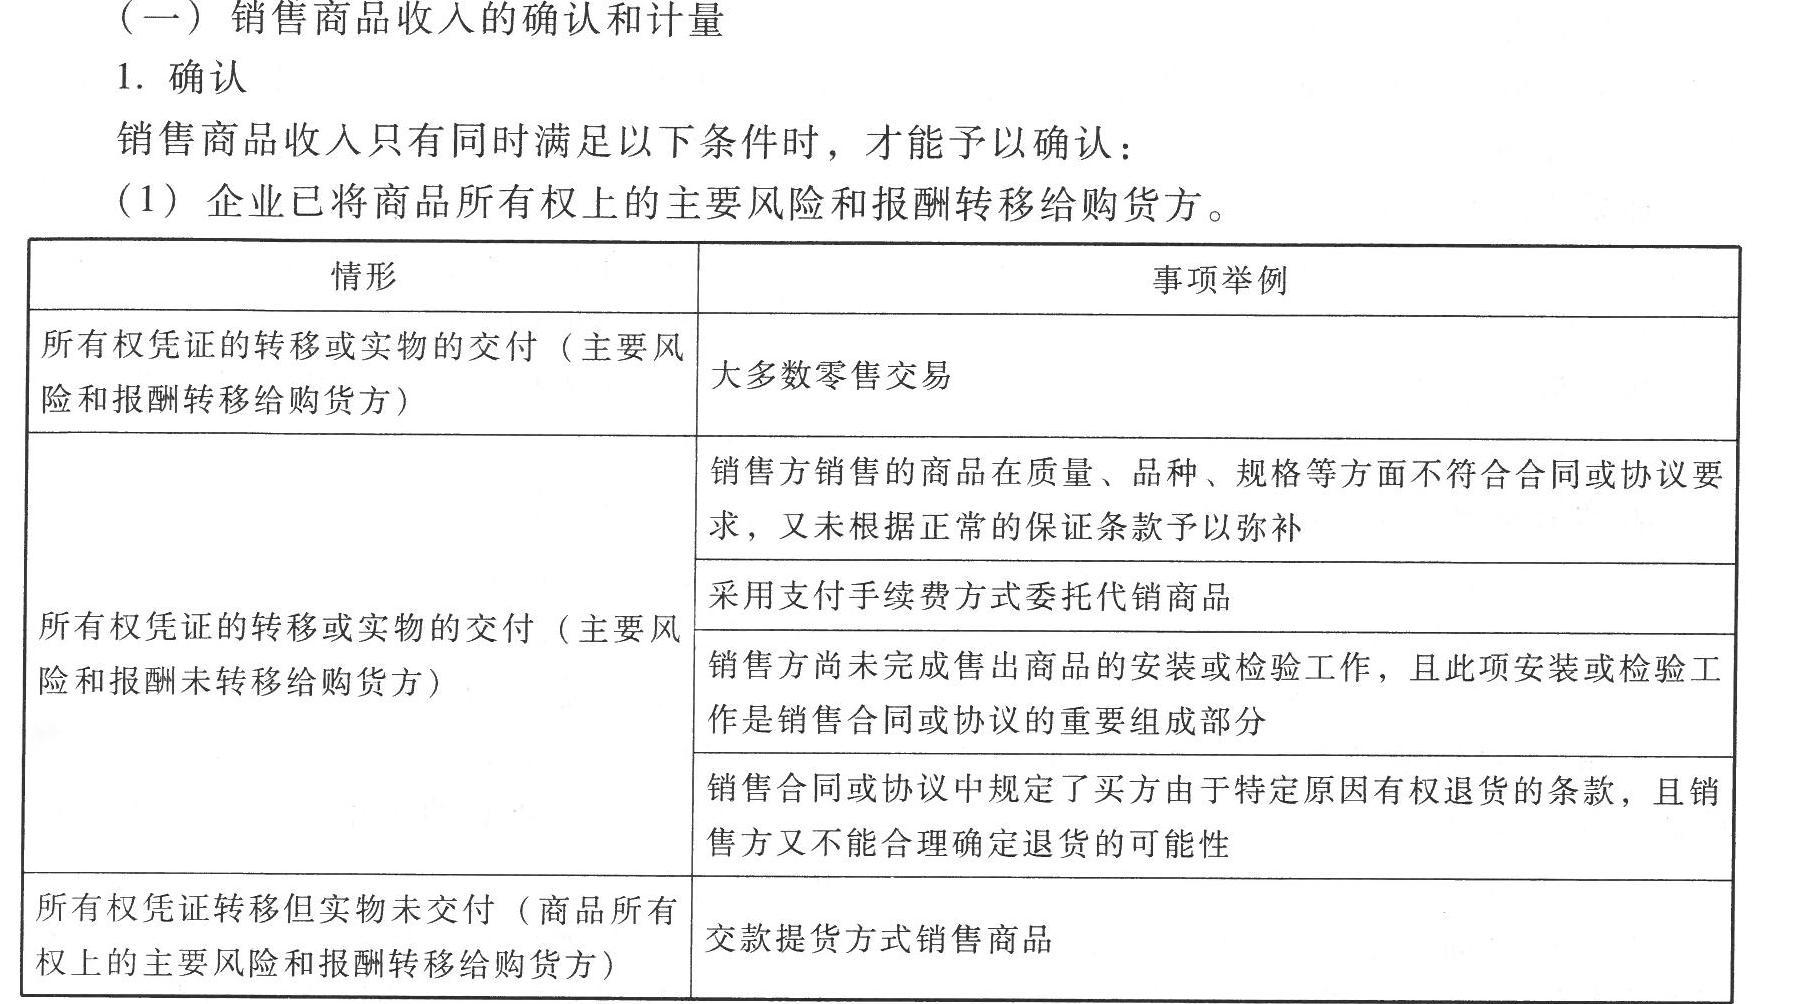 （一）销售商品收入的确认和计量
1. 确认
销售商品收入只有同时满足以下条件时，才能予以确认：
（1）企业已将商品所有权上的主要风险和报酬转移给购货方。
情形
事项举例
所有权凭证的转移或实物的交付（主要风
险和报酬转移给购货方）
大多数零售交易
所有权凭证的转移或实物的交付（主要风
险和报酬未转移给购货方）
销售方销售的商品在质量、品种、规格等方面不符合合同或协议要
求，又未根据正常的保证条款予以弥补
采用支付手续费方式委托代销商品
销售方尚未完成售出商品的安装或检验工作，且此项安装或检验工
作是销售合同或协议的重要组成部分
销售合同或协议中规定了买方由于特定原因有权退货的条款，且销
售方又不能合理确定退货的可能性
所有权凭证转移但实物未交付（商品所有
权上的主要风险和报酬转移给购货方）
交款提货方式销售商品